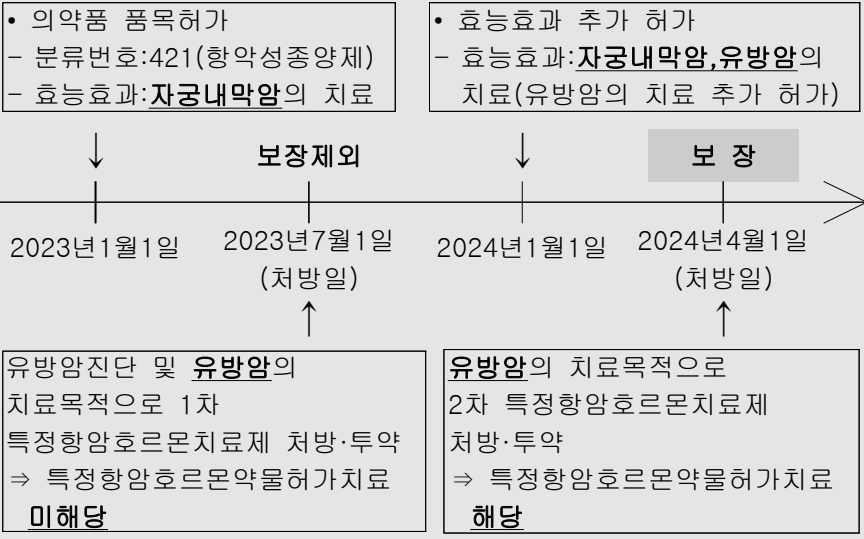 • 의약품 품목허가
- 분류번호:421(항악성종양제)
- 효능효과:자궁내막암의 치료
• 효능효과 추가 허가
- 효능효과:자궁내막암,유방암의
치료(유방암의 치료 추가 허가)
보장제외
보 장
2023년1월1일
2023년7월1일
(처방일)
2024년1월1일
2024년4월1일
(처방일)
유방암진단 및 유방암의
치료목적으로 1차
특정항암호르몬치료제 처방·투약
⇒ 특정항암호르몬약물허가치료
미해당
유방암의 치료목적으로
2차 특정항암호르몬치료제
처방·투약
⇒ 특정항암호르몬약물허가치료
해당